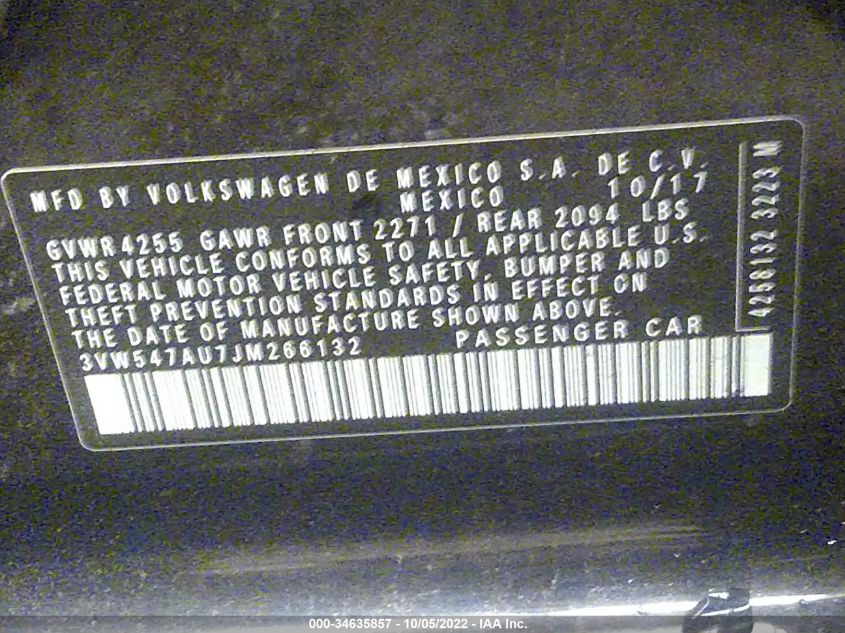 MFD BY VOLKSWAGEN DE MEXICO S.A. DE C.V.
MEXICO 10/17
GVWR 4255 GAWR FRONT 2271 / REAR 2094 LBS
THIS VEHICLE CONFORMS TO ALL APPLICABLE U.S.
FEDERAL MOTOR VEHICLE SAFETY, BUMPER AND
THEFT PREVENTION STANDARDS IN EFFECT ON
THE DATE OF MANUFACTURE SHOWN ABOVE.
3VW547AU7JM266132 PASSENGER CAR
4258132 3223 N
000-34635857 - 10/05/2022 - IAA Inc.